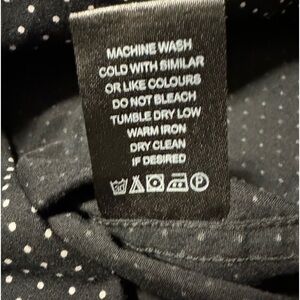 MACHINE WASH
COLD WITH SIMILAR
OR LIKE COLOURS
DO NOT BLEACH
TUMBLE DRY LOW
WARM IRON
DRY CLEAN
IF DESIRED
P